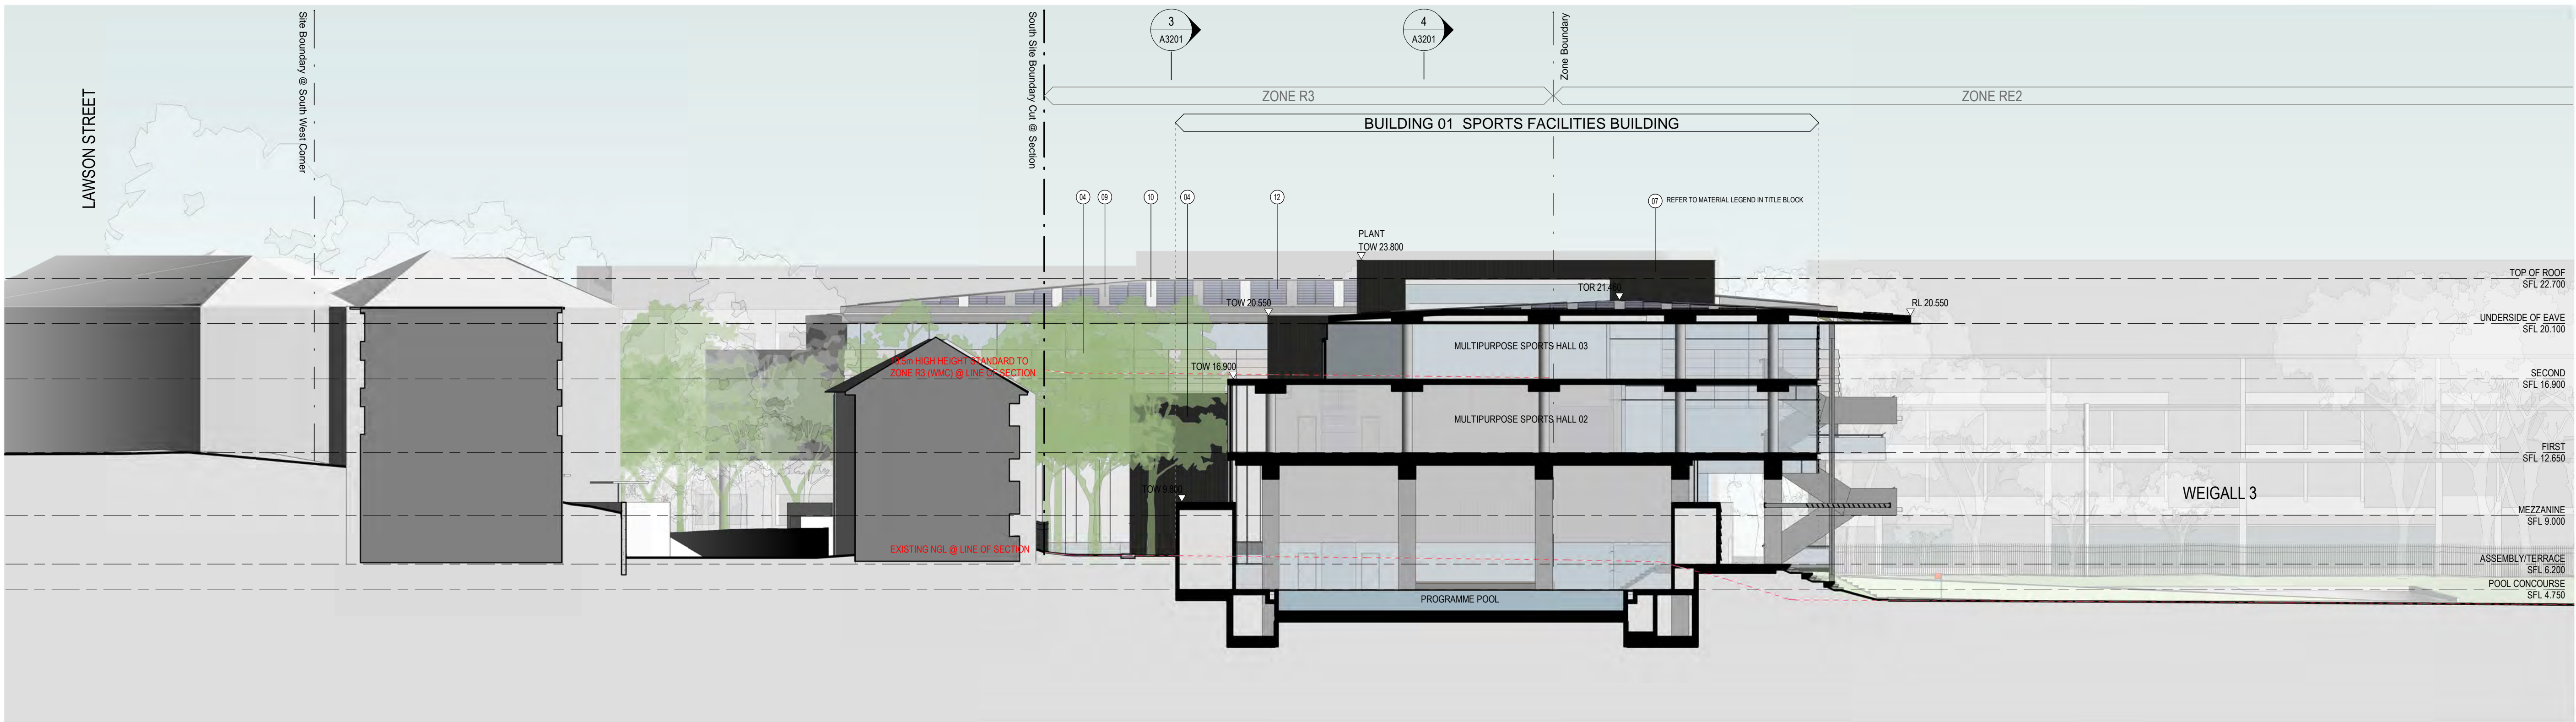 LAWSON STREET
Site Boundary @ South West Corner
South Site Boundary Cut @ Section
3
A3201
4
A3201
Zone Boundary
ZONE R3
ZONE RE2
BUILDING 01 SPORTS FACILITIES BUILDING
04
09
10
04
12
07
REFER TO MATERIAL LEGEND IN TITLE BLOCK
PLANT
TOW 23.800
TOP OF ROOF
SFL 22.700
TOR 21.460
TOW 20.550
RL 20.550
UNDERSIDE OF EAVE
SFL 20.100
MULTIPURPOSE SPORTS HALL 03
HIGH HEIGHT STANDARD TO
ZONE R3 (WMC) @ LINE OF SECTION
TOW 16.900
SECOND
SFL 16.900
MULTIPURPOSE SPORTS HALL 02
FIRST
SFL 12.650
TOW 9.800
WEIGALL 3
MEZZANINE
SFL 9.000
EXISTING NGL @ LINE OF SECTION
ASSEMBLY/TERRACE
SFL 6.200
POOL CONCOURSE
SFL 4.750
PROGRAMME POOL